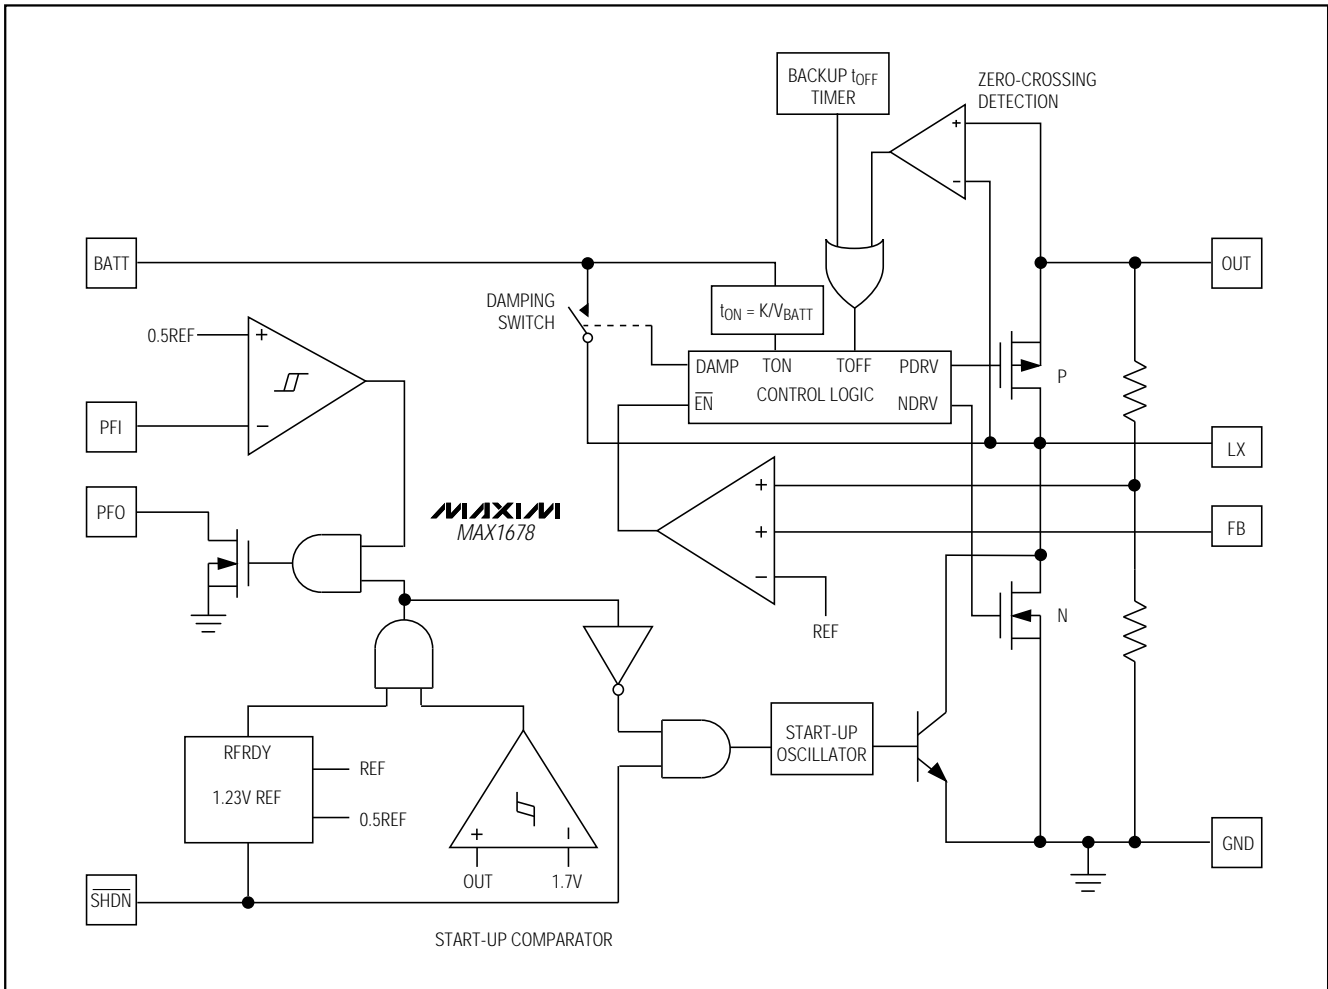 BACKUP tOFF
TIMER
ZERO-CROSSING
DETECTION
+
−
BATT
OUT
DAMPING
SWITCH
tON = K/VBATT
0.5REF
+
DAMP TON TOFF PDRV
P
EN CONTROL LOGIC NDRV
PFI
−
LX
+
PFO
MAXIM
MAX1678
+
FB
−
REF
N
RFRDY
1.23V REF
REF
0.5REF
START-UP
OSCILLATOR
+ −
GND
OUT 1.7V
SHDN
START-UP COMPARATOR